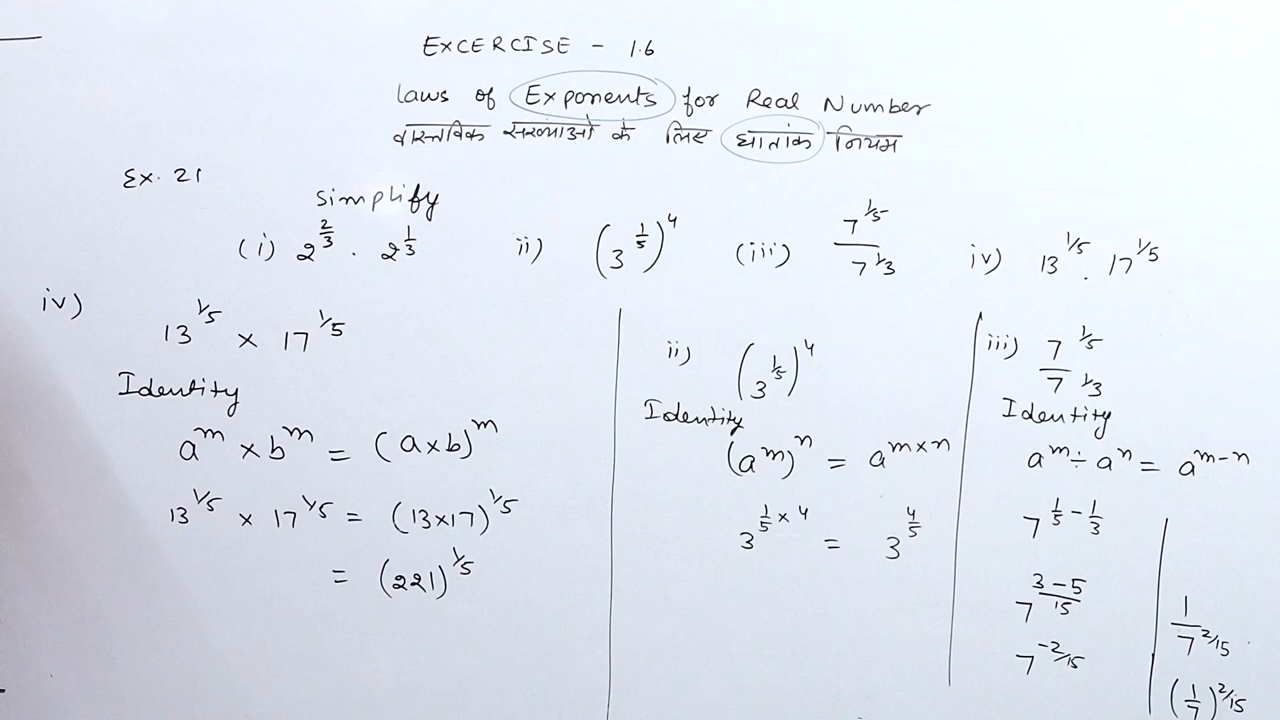 EXCERCISE - 1.6
Laws of Exponents for Real Number
वास्तविक संख्याओ के लिए घातांक नियम
Ex. 21
Simplify
(i) 2^{2/3} . 2^{1/3} ii) (3^{1/5})^4 (iii) 7^{1/5} / 7^{1/3} iv) 13^{1/5} . 17^{1/5}
iv)
13^{1/5} × 17^{1/5}
Identity
a^m × b^m = (a×b)^m
13^{1/5} × 17^{1/5} = (13×17)^{1/5}
= (221)^{1/5}
ii) (3^{1/5})^4
Identity
(a^m)^n = a^{m×n}
3^{1/5 × 4} = 3^{4/5}
iii) 7^{1/5} / 7^{1/3}
Identity
a^m ÷ a^n = a^{m-n}
7^{1/5 - 1/3}
7^{(3-5)/15}
7^{-2/15}
1 / 7^{2/15}
(1/7)^{2/15}